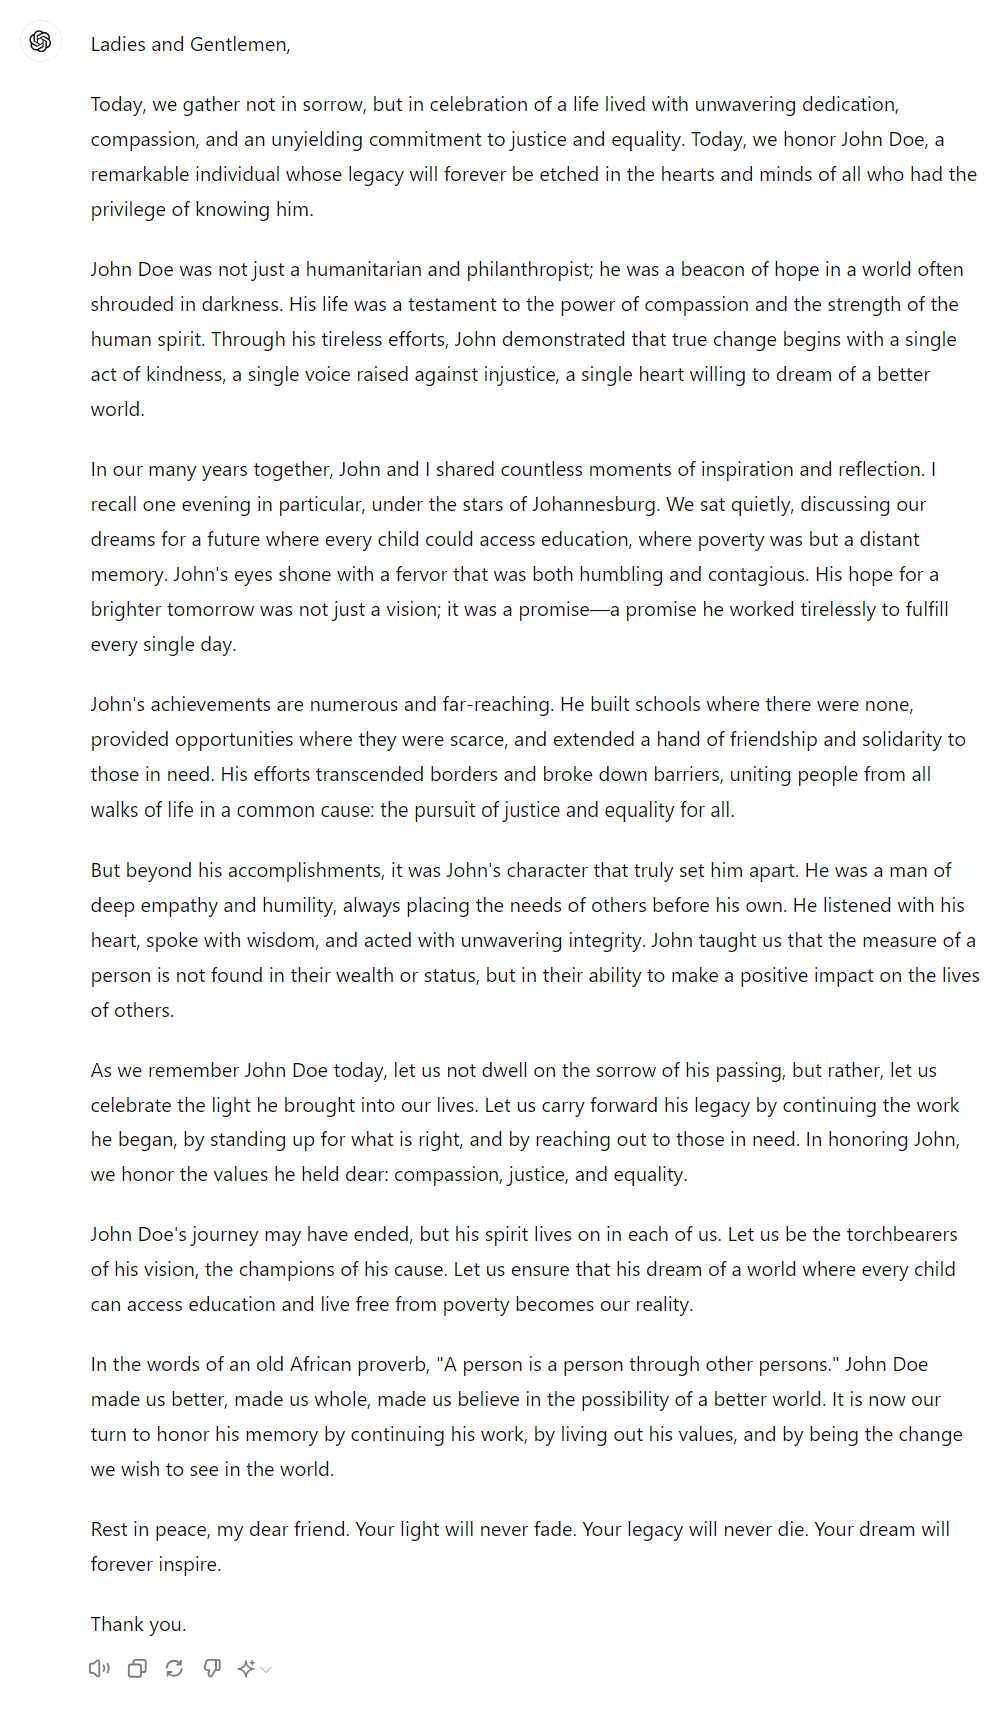 Ladies and Gentlemen,
Today, we gather not in sorrow, but in celebration of a life lived with unwavering dedication,
compassion, and an unyielding commitment to justice and equality. Today, we honor John Doe, a
remarkable individual whose legacy will forever be etched in the hearts and minds of all who had the
privilege of knowing him.
John Doe was not just a humanitarian and philanthropist; he was a beacon of hope in a world often
shrouded in darkness. His life was a testament to the power of compassion and the strength of the
human spirit. Through his tireless efforts, John demonstrated that true change begins with a single
act of kindness, a single voice raised against injustice, a single heart willing to dream of a better
world.
In our many years together, John and I shared countless moments of inspiration and reflection. I
recall one evening in particular, under the stars of Johannesburg. We sat quietly, discussing our
dreams for a future where every child could access education, where poverty was but a distant
memory. John's eyes shone with a fervor that was both humbling and contagious. His hope for a
brighter tomorrow was not just a vision; it was a promise—a promise he worked tirelessly to fulfill
every single day.
John's achievements are numerous and far-reaching. He built schools where there were none,
provided opportunities where they were scarce, and extended a hand of friendship and solidarity to
those in need. His efforts transcended borders and broke down barriers, uniting people from all
walks of life in a common cause: the pursuit of justice and equality for all.
But beyond his accomplishments, it was John's character that truly set him apart. He was a man of
deep empathy and humility, always placing the needs of others before his own. He listened with his
heart, spoke with wisdom, and acted with unwavering integrity. John taught us that the measure of a
person is not found in their wealth or status, but in their ability to make a positive impact on the lives
of others.
As we remember John Doe today, let us not dwell on the sorrow of his passing, but rather, let us
celebrate the light he brought into our lives. Let us carry forward his legacy by continuing the work
he began, by standing up for what is right, and by reaching out to those in need. In honoring John,
we honor the values he held dear: compassion, justice, and equality.
John Doe's journey may have ended, but his spirit lives on in each of us. Let us be the torchbearers
of his vision, the champions of his cause. Let us ensure that his dream of a world where every child
can access education and live free from poverty becomes our reality.
In the words of an old African proverb, "A person is a person through other persons." John Doe
made us better, made us whole, made us believe in the possibility of a better world. It is now our
turn to honor his memory by continuing his work, by living out his values, and by being the change
we wish to see in the world.
Rest in peace, my dear friend. Your light will never fade. Your legacy will never die. Your dream will
forever inspire.
Thank you.